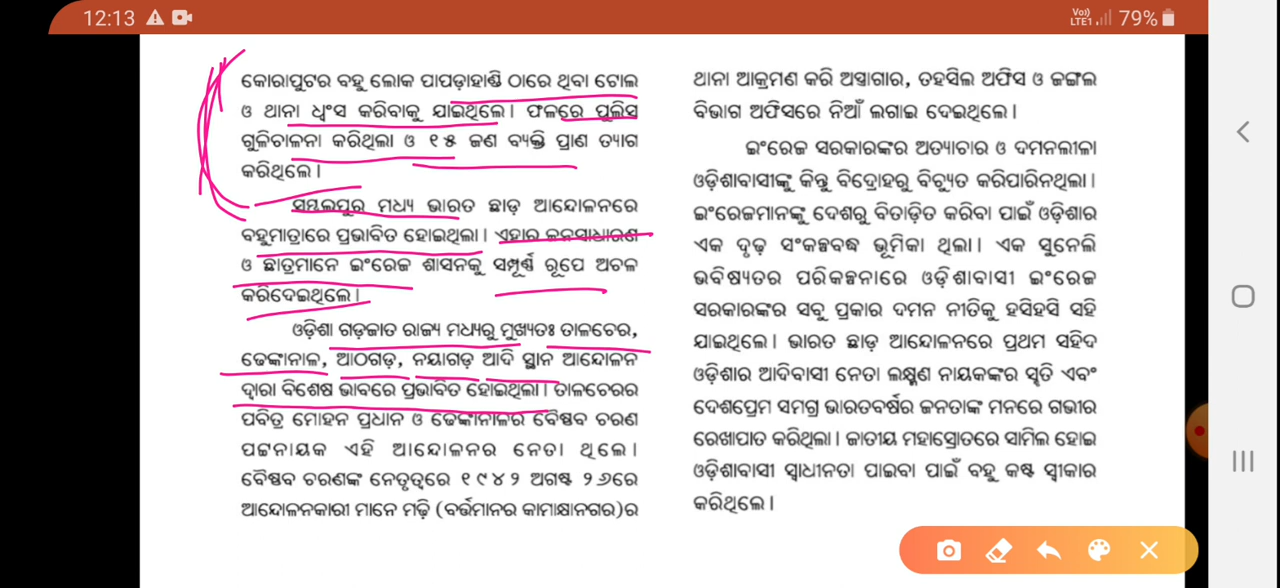 12:13
Vo))
LTE1
79%
କୋରାପୁଟର ବହୁ ଲୋକ ପାପଡ଼ାହାଣ୍ଡି ଠାରେ ଥିବା ଟୋଲ
ଓ ଥାନା ଧ୍ୱଂସ କରିବାକୁ ଯାଇଥିଲେ। ଫଳରେ ପୁଲିସ
ଗୁଳିଚାଳନା କରିଥିଲା ଓ ୧୫ ଜଣ ବ୍ୟକ୍ତି ପ୍ରାଣ ତ୍ୟାଗ
କରିଥିଲେ।
ସମ୍ବଲପୁର ମଧ୍ୟ ଭାରତ ଛାଡ଼ ଆନ୍ଦୋଳନରେ
ବହୁମାତ୍ରାରେ ପ୍ରଭାବିତ ହୋଇଥିଲା। ଏହାର ଜନସାଧାରଣ
ଓ ଛାତ୍ରମାନେ ଇଂରେଜ ଶାସନକୁ ସମ୍ପୂର୍ଣ୍ଣ ରୂପେ ଅଚଳ
କରିଦେଇଥିଲେ।
ଓଡ଼ିଶା ଗଡ଼ଜାତ ରାଜ୍ୟ ମଧ୍ୟରୁ ମୁଖ୍ୟତଃ ତାଳଚେର,
ଢେଙ୍କାନାଳ, ଆଠଗଡ଼, ନୟାଗଡ଼ ଆଦି ସ୍ଥାନ ଆନ୍ଦୋଳନ
ଦ୍ୱାରା ବିଶେଷ ଭାବରେ ପ୍ରଭାବିତ ହୋଇଥିଲା। ତାଳଚେରର
ପବିତ୍ର ମୋହନ ପ୍ରଧାନ ଓ ଢେଙ୍କାନାଳର ବୈଷ୍ଣବ ଚରଣ
ପଟ୍ଟନାୟକ ଏହି ଆନ୍ଦୋଳନର ନେତା ଥିଲେ।
ବୈଷ୍ଣବ ଚରଣଙ୍କ ନେତୃତ୍ୱରେ ୧୯୪୨ ଅଗଷ୍ଟ ୨୬ରେ
ଆନ୍ଦୋଳନକାରୀ ମାନେ ମଢ଼ି (ବର୍ତ୍ତମାନର କାମାକ୍ଷାନଗର)ର
ଥାନା ଆକ୍ରମଣ କରି ଅସ୍ତ୍ରାଗାର, ତହସିଲ ଅଫିସ ଓ ଜଙ୍ଗଲ
ବିଭାଗ ଅଫିସରେ ନିଆଁ ଲଗାଇ ଦେଇଥିଲେ।
ଇଂରେଜ ସରକାରଙ୍କର ଅତ୍ୟାଚାର ଓ ଦମନଲୀଳା
ଓଡ଼ିଶାବାସୀଙ୍କୁ କିନ୍ତୁ ବିଦ୍ରୋହରୁ ବିଚ୍ୟୁତ କରିପାରିନଥିଲା।
ଇଂରେଜମାନଙ୍କୁ ଦେଶରୁ ବିତାଡ଼ିତ କରିବା ପାଇଁ ଓଡ଼ିଶାର
ଏକ ଦୃଢ଼ ସଂକଳ୍ପବଦ୍ଧ ଭୂମିକା ଥିଲା। ଏକ ସୁନେଲି
ଭବିଷ୍ୟତର ପରିକଳ୍ପନାରେ ଓଡ଼ିଶାବାସୀ ଇଂରେଜ
ସରକାରଙ୍କର ସବୁ ପ୍ରକାର ଦମନ ନୀତିକୁ ହସିହସି ସହି
ଯାଇଥିଲେ। ଭାରତ ଛାଡ଼ ଆନ୍ଦୋଳନରେ ପ୍ରଥମ ସହିଦ
ଓଡ଼ିଶାର ଆଦିବାସୀ ନେତା ଲକ୍ଷ୍ମଣ ନାୟକଙ୍କର ସ୍ମୃତି ଏବଂ
ଦେଶପ୍ରେମ ସମଗ୍ର ଭାରତବର୍ଷର ଜନତାଙ୍କ ମନରେ ଗଭୀର
ରେଖାପାତ କରିଥିଲା। ଜାତୀୟ ମହାସ୍ରୋତରେ ସାମିଲ ହୋଇ
ଓଡ଼ିଶାବାସୀ ସ୍ୱାଧୀନତା ପାଇବା ପାଇଁ ବହୁ କଷ୍ଟ ସ୍ୱୀକାର
କରିଥିଲେ।